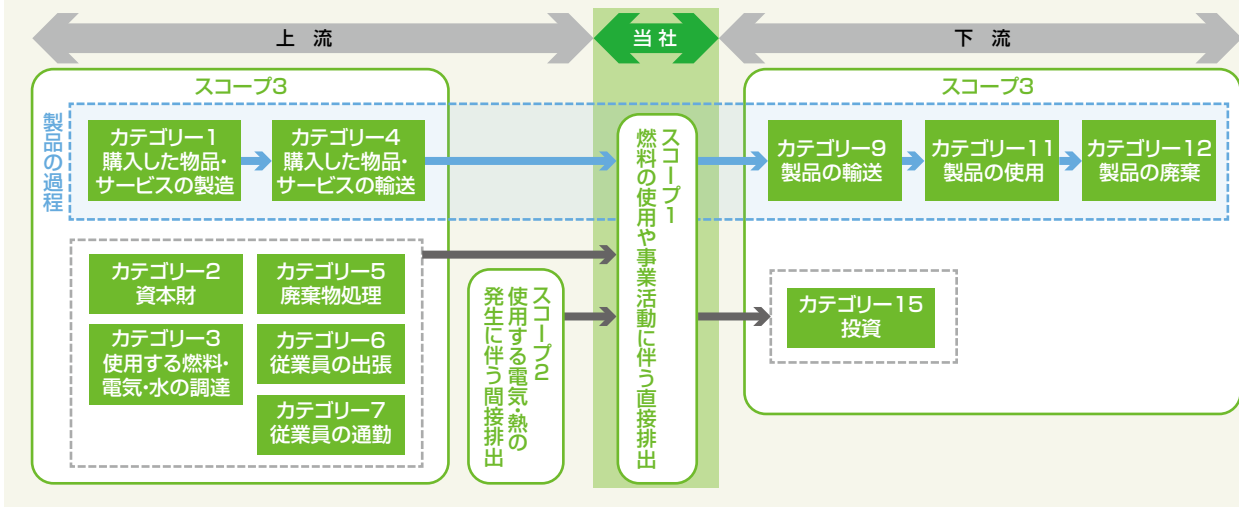 上 流
当 社
下 流
スコープ3
製品の過程
カテゴリー1
購入した物品・
サービスの製造
カテゴリー4
購入した物品・
サービスの輸送
カテゴリー2
資本財
カテゴリー5
廃棄物処理
カテゴリー3
使用する燃料・
電気・水の調達
カテゴリー6
従業員の出張
カテゴリー7
従業員の通勤
スコープ2
使用する電気・熱の
発生に伴う間接排出
スコープ1
燃料の使用や事業活動に伴う直接排出
スコープ3
カテゴリー9
製品の輸送
カテゴリー11
製品の使用
カテゴリー12
製品の廃棄
カテゴリー15
投資